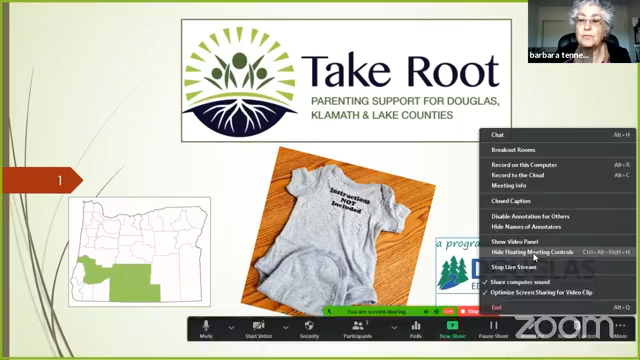 barbara tenne...
Take Root
PARENTING SUPPORT FOR DOUGLAS,
KLAMATH & LAKE COUNTIES
Chat Alt+H
Breakout Rooms
Record on this Computer Alt+R
Record to the Cloud Alt+C
Meeting Info
Closed Caption
Disable Annotation for Others
Hide Names of Annotators
Show Video Panel
Hide Floating Meeting Controls Ctrl+Alt+Shift+H
Stop Live Stream
Share computer sound
Optimize Screen Sharing for Video Clip
End Alt+Q
1
Instructions
NOT
Included
a progra
You are screen sharing
Mute
Start Video
Security
Participants
1
Polls
New Share
Pause Share
More
zoom